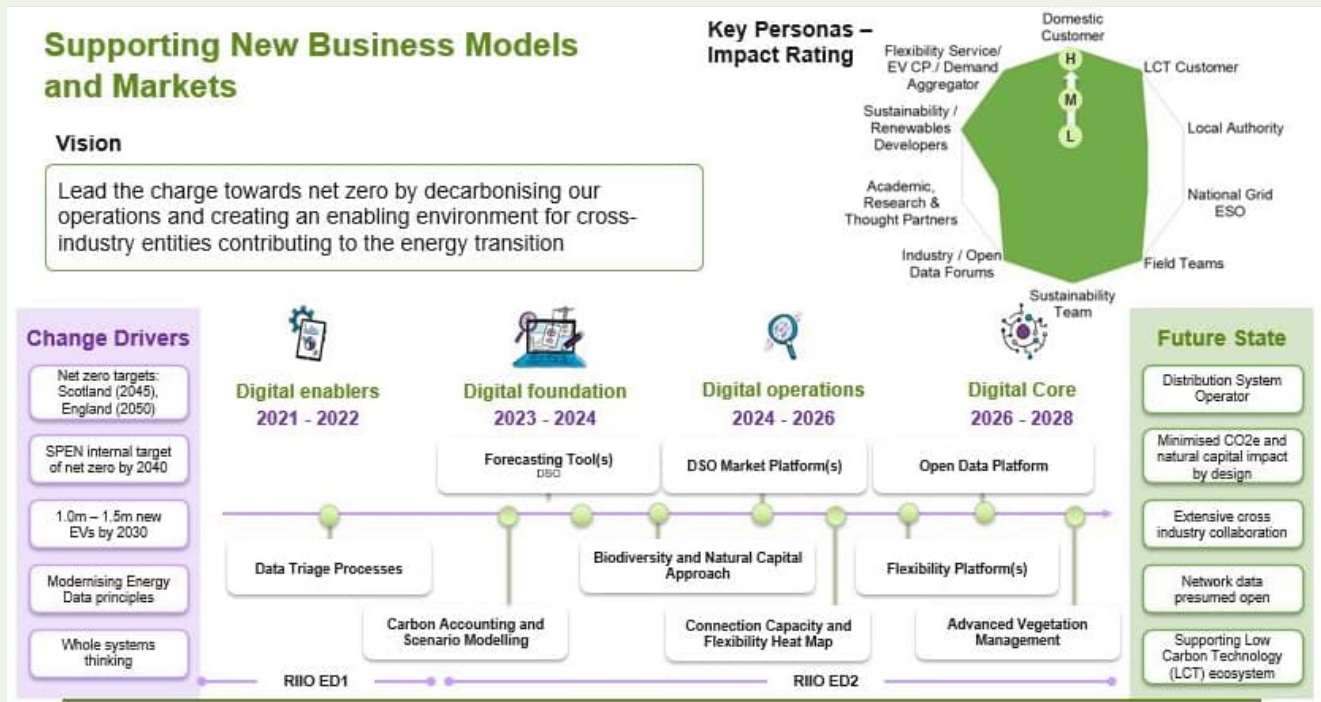 Supporting New Business Models
and Markets
Vision
Lead the charge towards net zero by decarbonising our
operations and creating an enabling environment for cross-
industry entities contributing to the energy transition
Key Personas –
Impact Rating
Domestic
Customer
Flexibility Service/
EV CP./ Demand
Aggregator
LCT Customer
Sustainability /
Renewables
Developers
Local Authority
Academic,
Research &
Thought Partners
National Grid
ESO
Industry / Open
Data Forums
Field Teams
Sustainability
Team
H
M
L
Change Drivers
Net zero targets:
Scotland (2045),
England (2050)
SPEN internal target
of net zero by 2040
1.0m – 1.5m new
EVs by 2030
Modernising Energy
Data principles
Whole systems
thinking
Digital enablers
2021 - 2022
Digital foundation
2023 - 2024
Digital operations
2024 - 2026
Digital Core
2026 - 2028
Forecasting Tool(s)
DSO
DSO Market Platform(s)
Open Data Platform
Data Triage Processes
Biodiversity and Natural Capital
Approach
Flexibility Platform(s)
Carbon Accounting and
Scenario Modelling
Connection Capacity and
Flexibility Heat Map
Advanced Vegetation
Management
RIIO ED1
RIIO ED2
Future State
Distribution System
Operator
Minimised CO2e and
natural capital impact
by design
Extensive cross
industry collaboration
Network data
presumed open
Supporting Low
Carbon Technology
(LCT) ecosystem